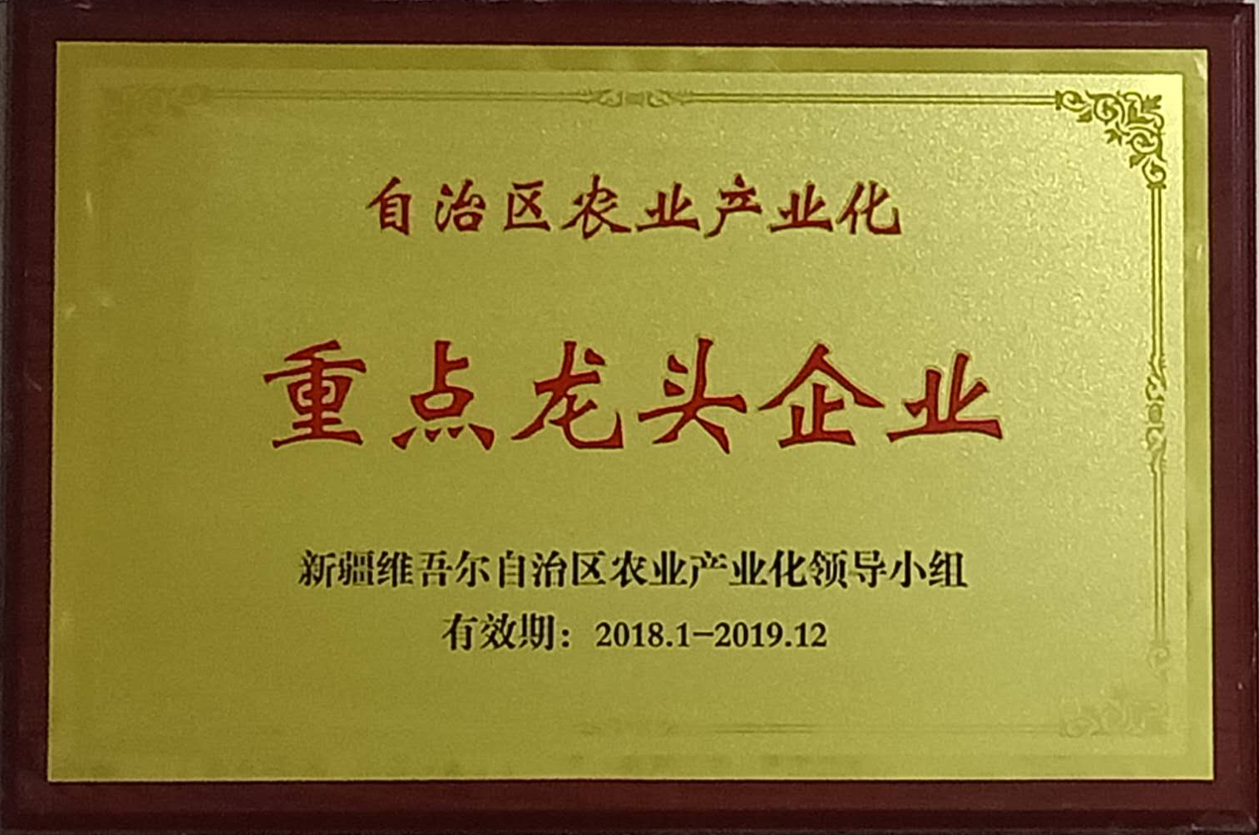 自治区农业产业化
重点龙头企业
新疆维吾尔自治区农业产业化领导小组
有效期：2018.1-2019.12